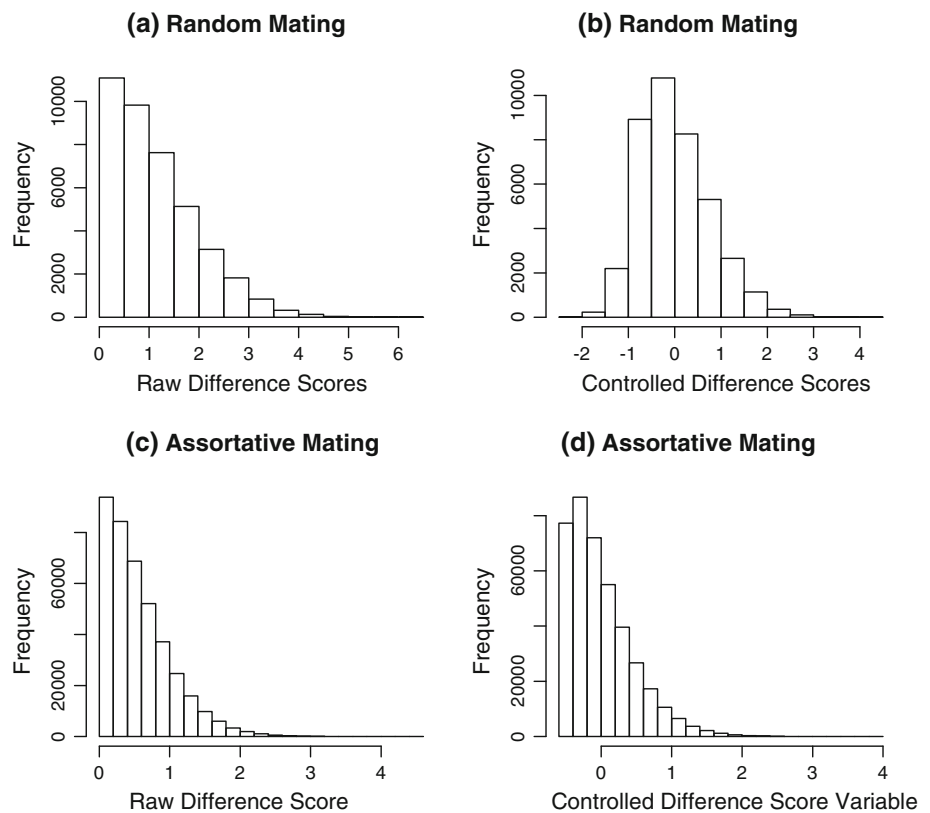 (a) Random Mating
Frequency
0 2000 6000 10000
0 1 2 3 4 5 6
Raw Difference Scores
(b) Random Mating
Frequency
0 2000 6000 10000
-2 -1 0 1 2 3 4
Controlled Difference Scores
(c) Assortative Mating
Frequency
0 20000 60000
0 1 2 3 4
Raw Difference Score
(d) Assortative Mating
Frequency
0 20000 60000
0 1 2 3 4
Controlled Difference Score Variable